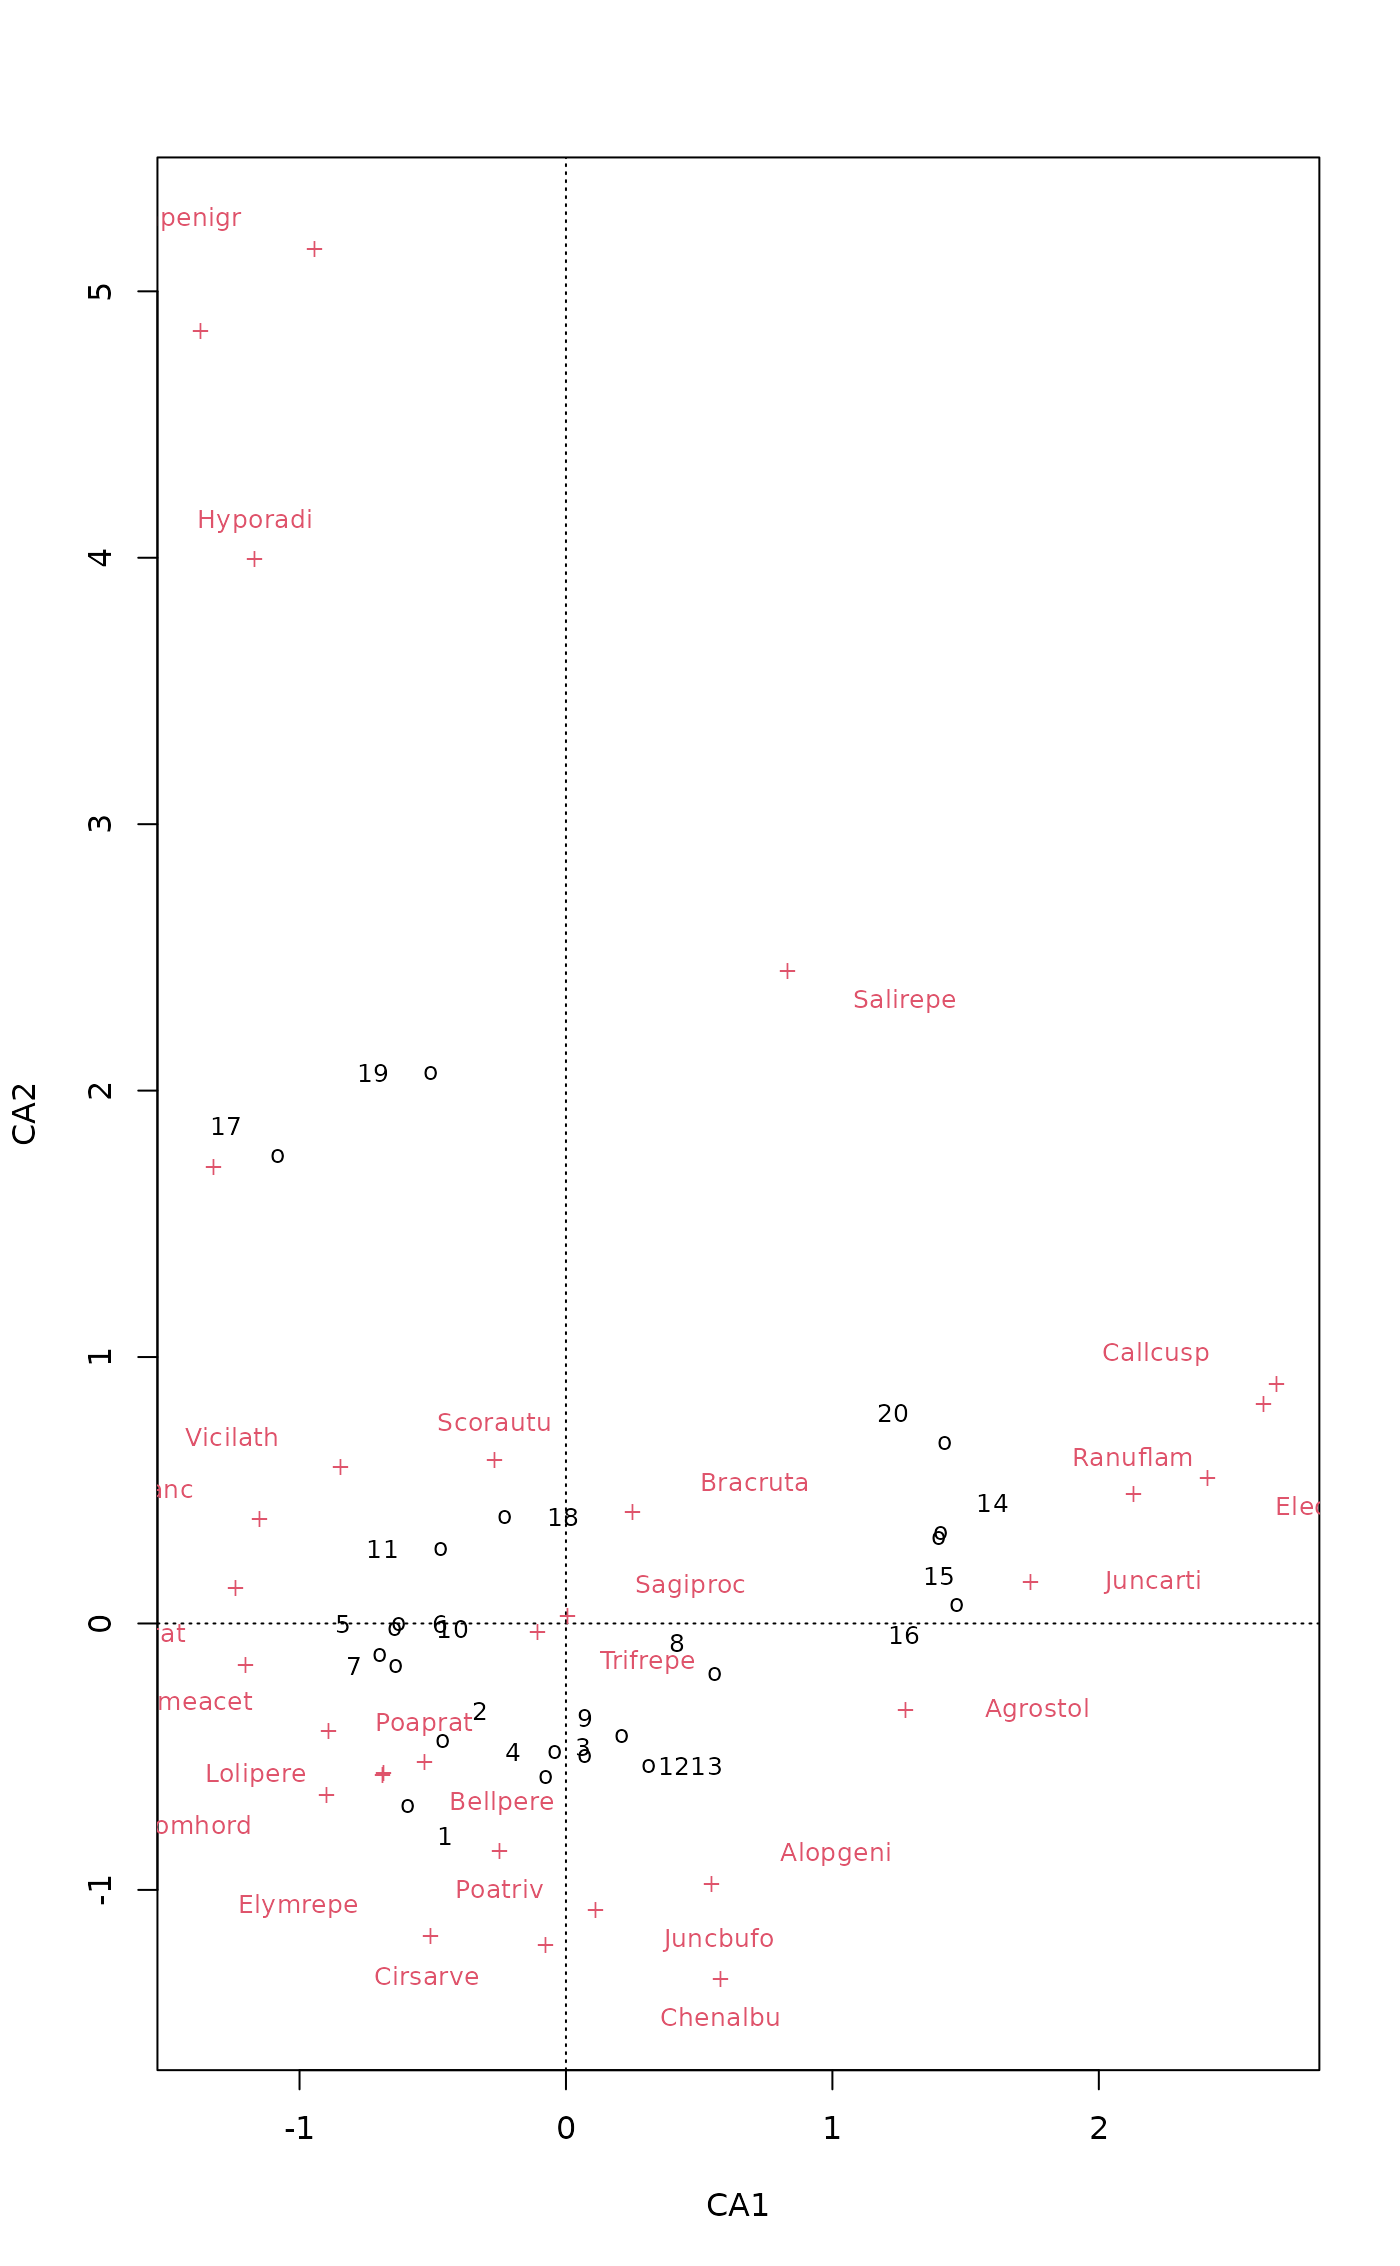 penigr
5
Hyporadi
4
3
Salirepe
19
2
CA2
17
Callcusp
1
20
Scorautu
Vicilath
Ranuflam
Bracruta
anc
14
Elec
18
11
15
Juncarti
Sagiproc
0
5
6
10
at
16
8
Trifrepe
7
meacet
2
Agrostol
9
Poaprat
3
4
1213
Lolipere
Bellpere
omhord
1
Alopgeni
-1
Poatriv
Elymrepe
Juncbufo
Cirsarve
Chenalbu
-1 0 1 2
CA1